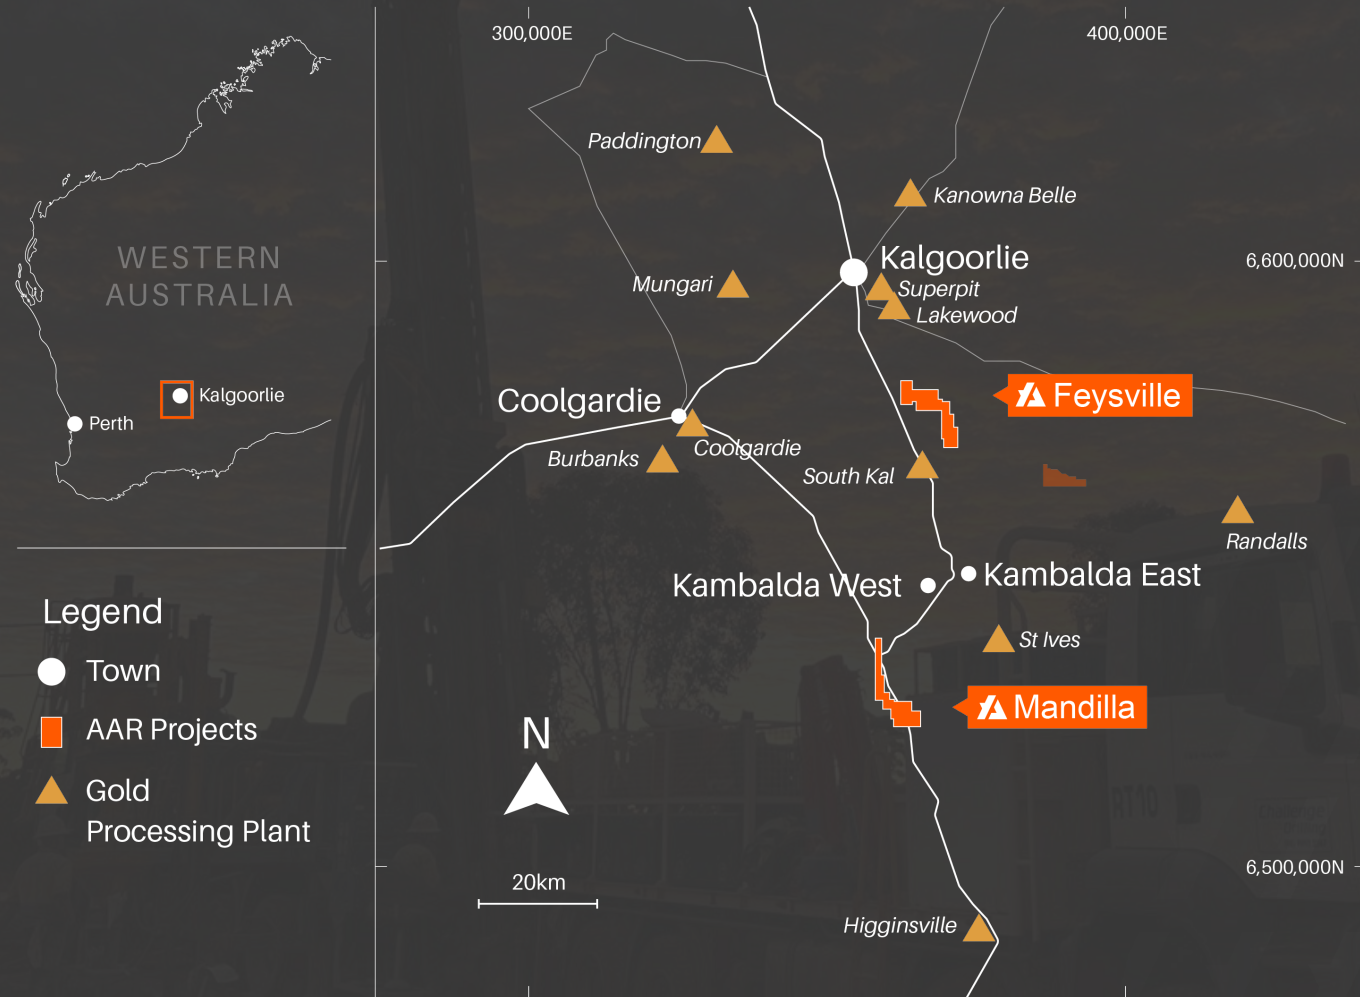 300,000E
400,000E
Paddington
Kanowna Belle
WESTERN
AUSTRALIA
Kalgoorlie
6,600,000N
Mungari
Superpit
Lakewood
Kalgoorlie
Perth
Coolgardie
Feysville
Coolgardie
Burbanks
South Kal
Randalls
Kambalda West
Kambalda East
Legend
Town
AAR Projects
Gold
Processing Plant
St Ives
Mandilla
N
20km
6,500,000N
Higginsville